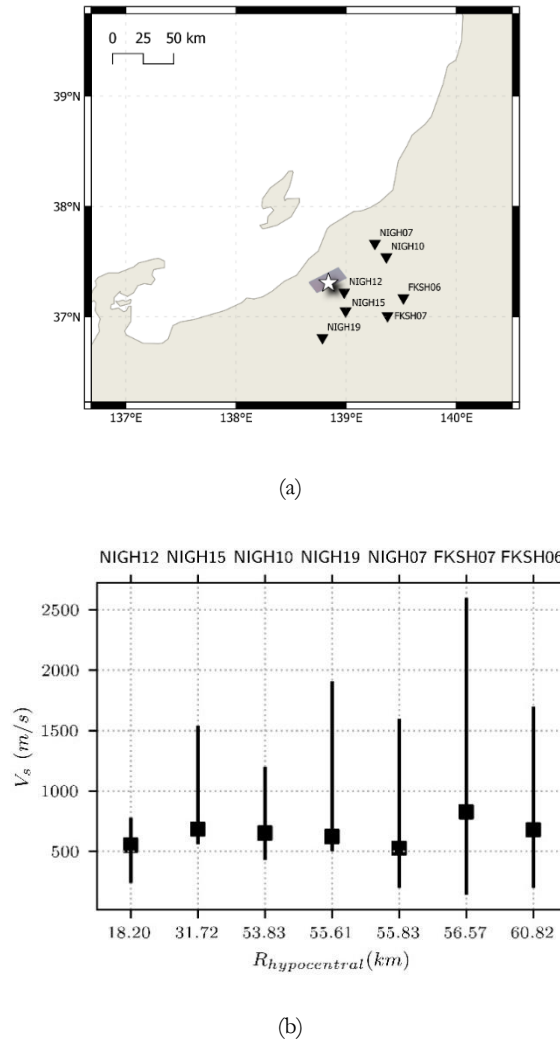 0 25 50 km
39°N
38°N
NIGH07
NIGH10
NIGH12
FKSH06
NIGH15
37°N
FKSH07
NIGH19
137°E 138°E 139°E 140°E
(a)
NIGH12 NIGH15 NIGH10 NIGH19 NIGH07 FKSH07 FKSH06
2500
2000
1500
1000
500
V_s (m/s)
18.20 31.72 53.83 55.61 55.83 56.57 60.82
R_hypocentral(km)
(b)